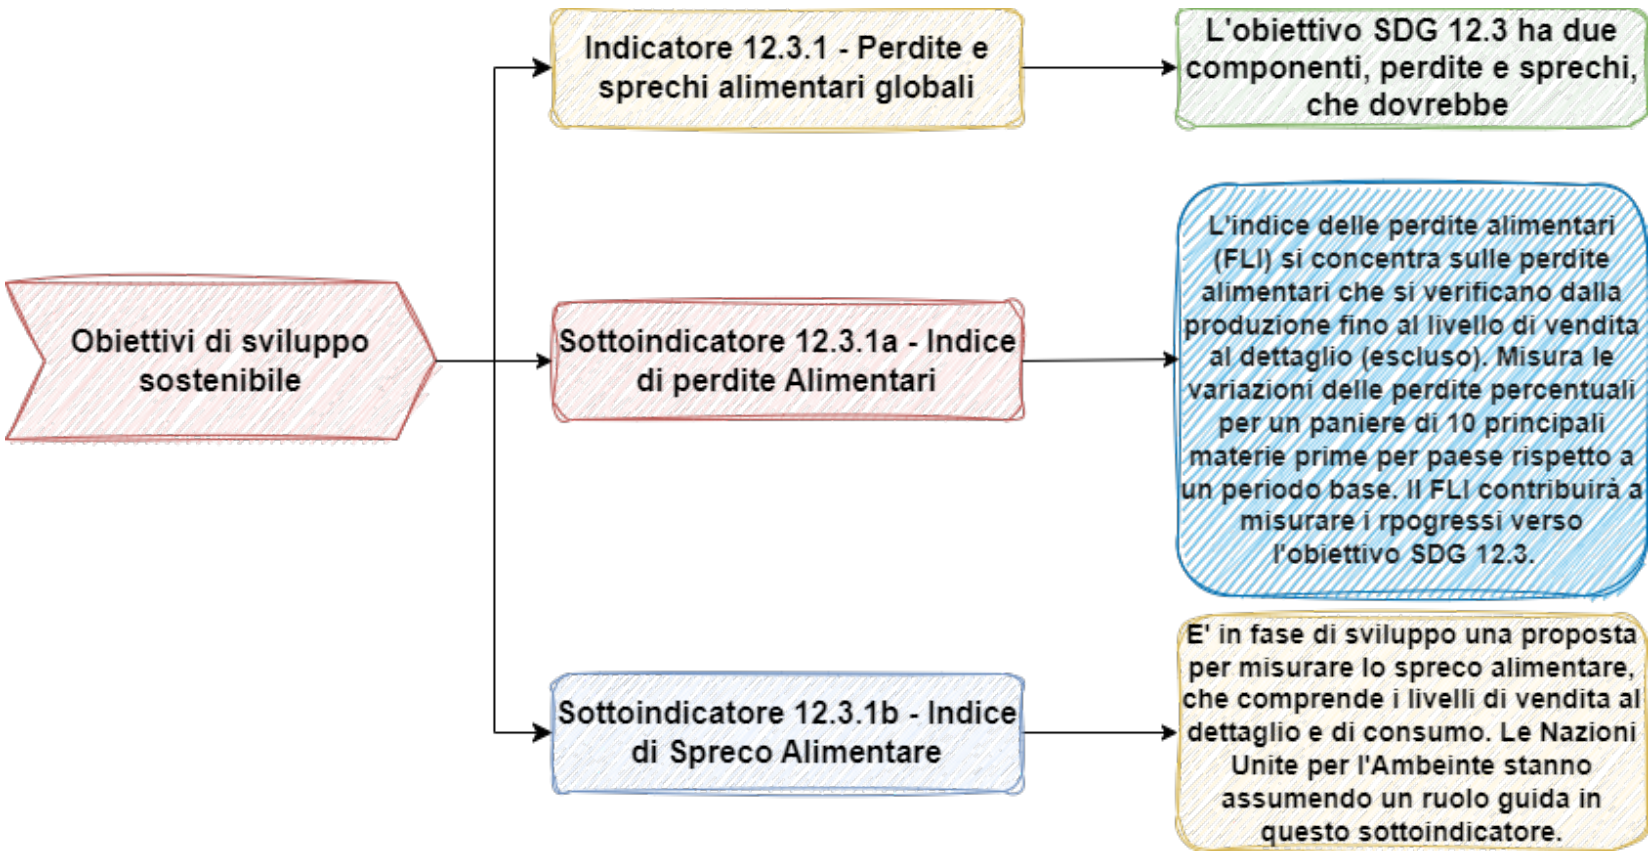 Obiettivi di sviluppo
sostenibile
Indicatore 12.3.1 - Perdite e
sprechi alimentari globali
L'obiettivo SDG 12.3 ha due
componenti, perdite e sprechi,
che dovrebbe
Sottoindicatore 12.3.1a - Indice
di perdite Alimentari
L'indice delle perdite alimentari
(FLI) si concentra sulle perdite
alimentari che si verificano dalla
produzione fino al livello di vendita
al dettaglio (escluso). Misura le
variazioni delle perdite percentuali
per un paniere di 10 principali
materie prime per paese rispetto a
un periodo base. Il FLI contribuirà a
misurare i rpogressi verso
l'obiettivo SDG 12.3.
Sottoindicatore 12.3.1b - Indice
di Spreco Alimentare
E' in fase di sviluppo una proposta
per misurare lo spreco alimentare,
che comprende i livelli di vendita al
dettaglio e di consumo. Le Nazioni
Unite per l'Ambeinte stanno
assumendo un ruolo guida in
questo sottoindicatore.